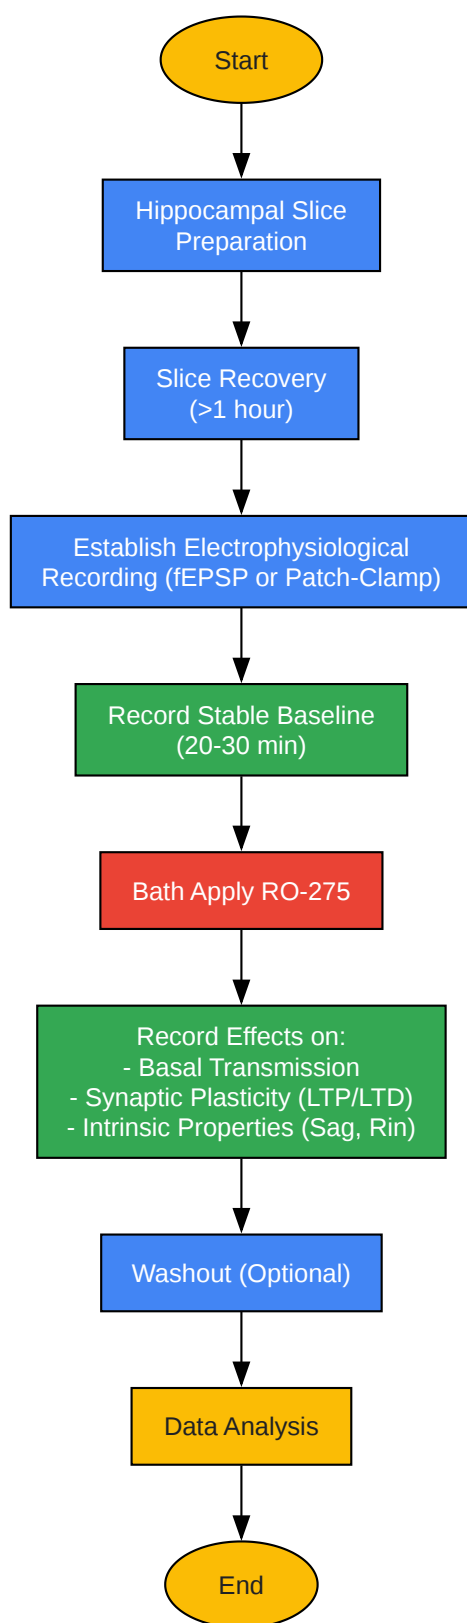 Start
Hippocampal Slice
Preparation
Slice Recovery
(>1 hour)
Establish Electrophysiological
Recording (fEPSP or Patch-Clamp)
Record Stable Baseline
(20-30 min)
Bath Apply RO-275
Record Effects on:
- Basal Transmission
- Synaptic Plasticity (LTP/LTD)
- Intrinsic Properties (Sag, Rin)
Washout (Optional)
Data Analysis
End